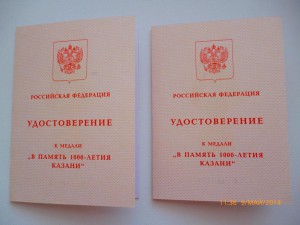 РОССИЙСКАЯ ФЕДЕРАЦИЯ
УДОСТОВЕРЕНИЕ
К МЕДАЛИ
„В ПАМЯТЬ 1000-ЛЕТИЯ
КАЗАНИ“
РОССИЙСКАЯ ФЕДЕРАЦИЯ
УДОСТОВЕРЕНИЕ
К МЕДАЛИ
„В ПАМЯТЬ 1000-ЛЕТИЯ
КАЗАНИ“